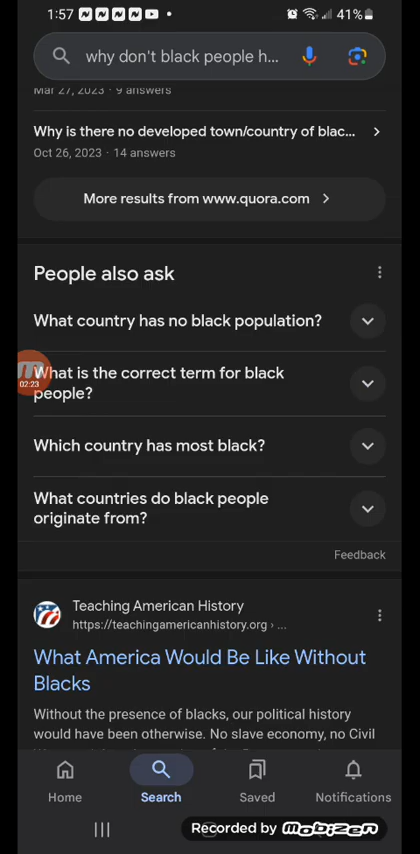 1:57
41%
why don't black people h...
Mar 27, 2023 · 9 answers
Why is there no developed town/country of blac...
Oct 26, 2023 · 14 answers
More results from www.quora.com
People also ask
What country has no black population?
02:23
What is the correct term for black
people?
Which country has most black?
What countries do black people
originate from?
Feedback
Teaching American History
https://teachingamericanhistory.org › ...
What America Would Be Like Without
Blacks
Without the presence of blacks, our political history
would have been otherwise. No slave economy, no Civil
Home
Search
Saved
Notifications
Recorded by mobizen